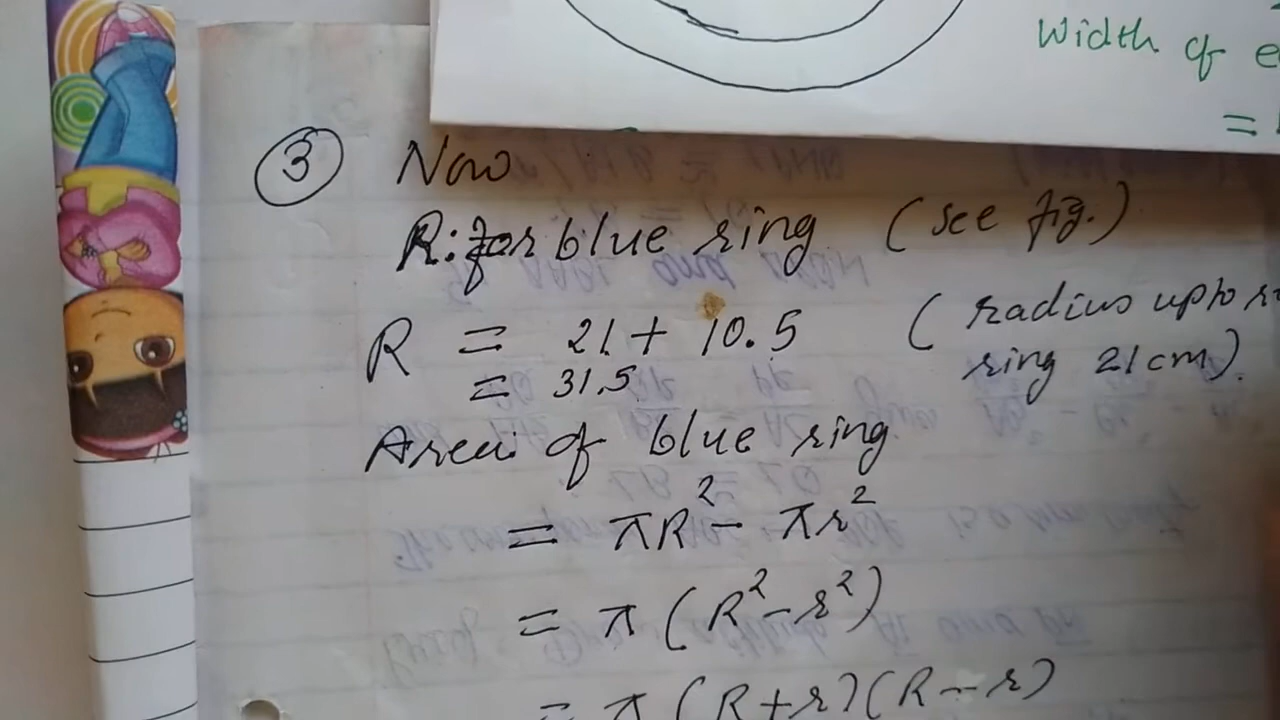 Width of
=
3 Now
R: for blue ring (see fig.)
R = 21 + 10.5 (radius upto
= 31.5 ring 21cm).
Area of blue ring
= πR² - πr²
= π (R² - r²)
= π (R+r)(R-r)